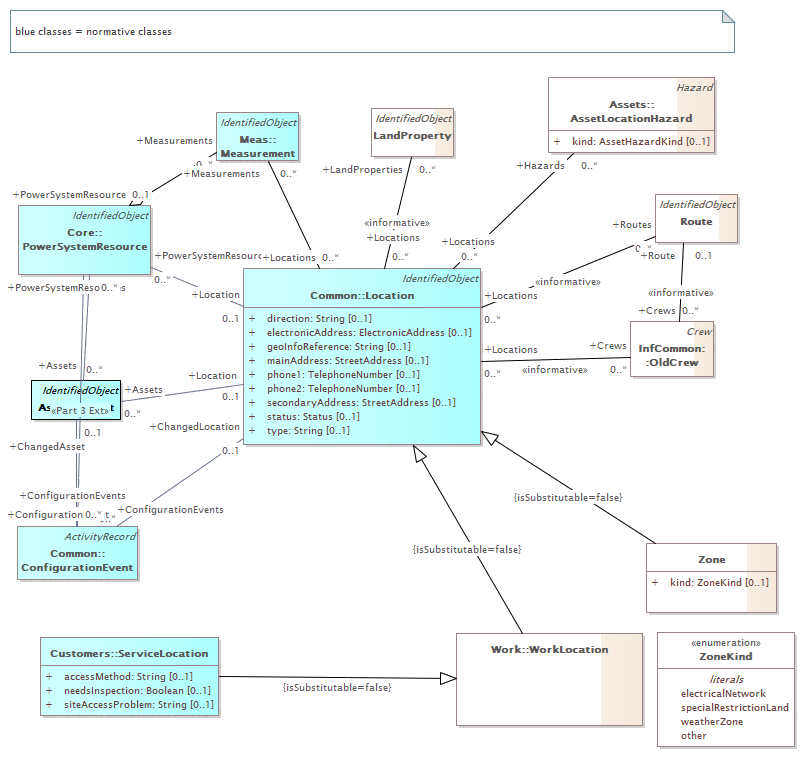 blue classes = normative classes
Hazard
Assets::
AssetLocationHazard
+ kind: AssetHazardKind [0..1]
IdentifiedObject
Meas::
Measurement
IdentifiedObject
LandProperty
+Measurements
0..*
+Measurements
0..*
+LandProperties
0..*
+Hazards
0..*
+PowerSystemResource
0..1
IdentifiedObject
Core::
PowerSystemResource
IdentifiedObject
Route
+Routes
0..*
+Route
0..1
«informative»
+Locations
0..*
+Locations
0..*
+PowerSystemResource
0..*
+Locations
0..*
+PowerSystemRes
0..*
+Location
0..1
IdentifiedObject
Common::Location
+ direction: String [0..1]
+ electronicAddress: ElectronicAddress [0..1]
+ geoInfoReference: String [0..1]
+ mainAddress: StreetAddress [0..1]
+ phone1: TelephoneNumber [0..1]
+ phone2: TelephoneNumber [0..1]
+ secondaryAddress: StreetAddress [0..1]
+ status: Status [0..1]
+ type: String [0..1]
«informative»
+Locations
0..*
«informative»
+Crews
0..*
+Crews
0..*
Crew
InfCommon:
:OldCrew
+Locations
0..*
«informative»
+Assets
0..*
IdentifiedObject
«Part 3 Ext»
+Assets
0..*
+Location
0..1
0..1
+ChangedAsset
+ChangedLocation
0..1
+ConfigurationEvents
+Configuration
0..*
+ConfigurationEvents
ActivityRecord
Common::
ConfigurationEvent
{isSubstitutable=false}
{isSubstitutable=false}
Zone
+ kind: ZoneKind [0..1]
Customers::ServiceLocation
+ accessMethod: String [0..1]
+ needsInspection: Boolean [0..1]
+ siteAccessProblem: String [0..1]
{isSubstitutable=false}
Work::WorkLocation
«enumeration»
ZoneKind
literals
electricalNetwork
specialRestrictionLand
weatherZone
other